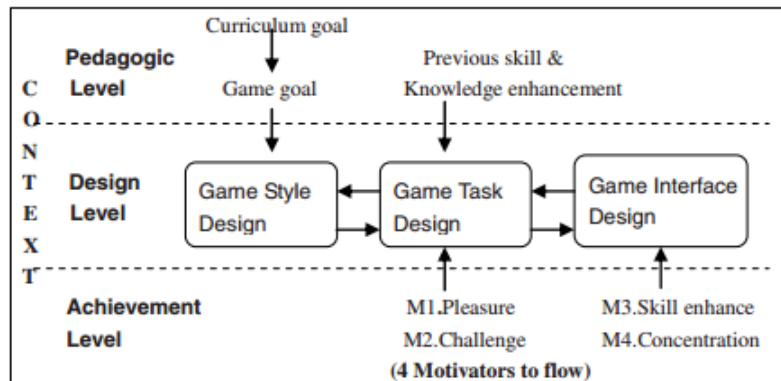 Curriculum goal
Pedagogic Level
Previous skill &
Game goal
Knowledge enhancement
CONTEXT
Design Level
Game Style Design
Game Task Design
Game Interface Design
Achievement Level
M1.Pleasure
M2.Challenge
M3.Skill enhance
M4.Concentration
(4 Motivators to flow)